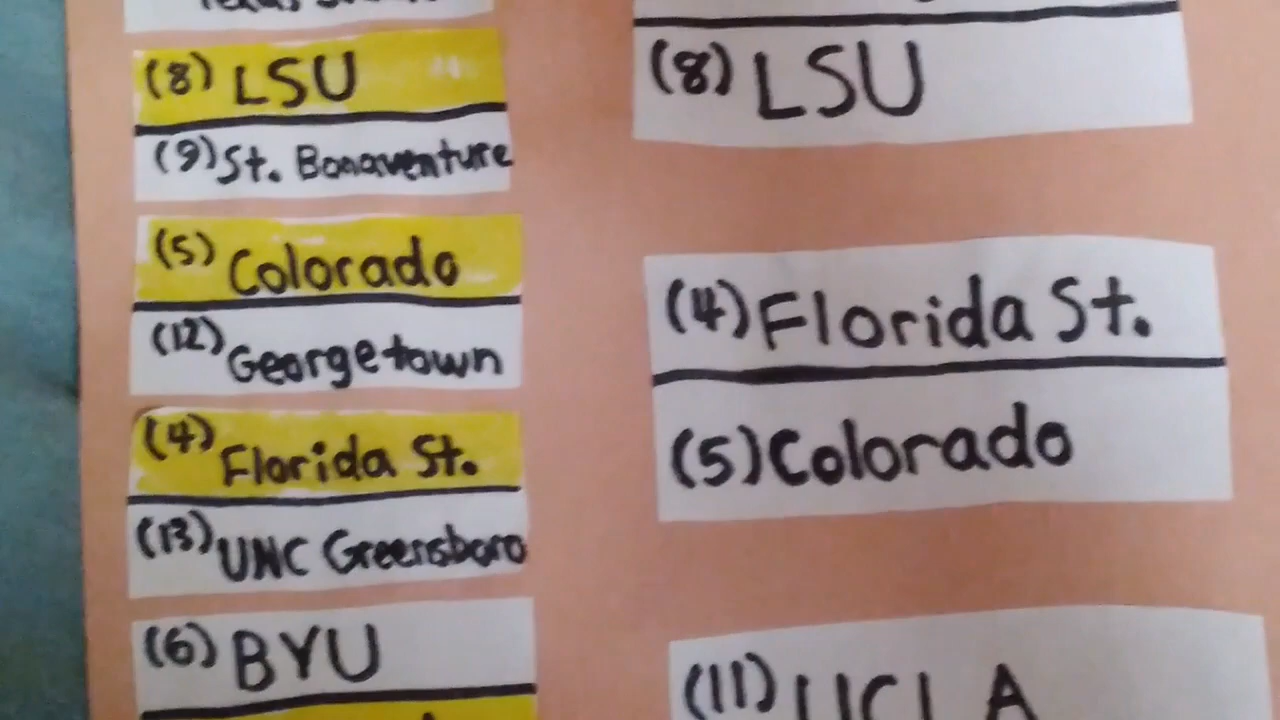 (8) LSU
(9) St. Bonaventure
(5) Colorado
(12) Georgetown
(4) Florida St.
(13) UNC Greensboro
(6) BYU
(8) LSU
(4) Florida St.
(5) Colorado
(11) UCLA